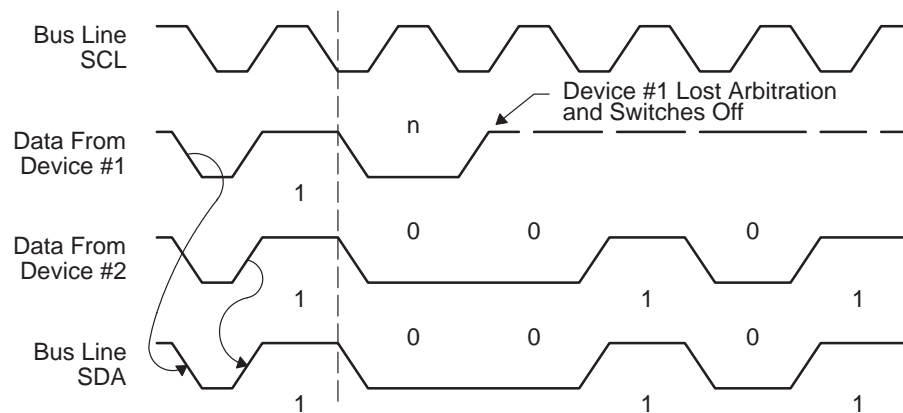 Bus Line
SCL
Device #1 Lost Arbitration
and Switches Off
n
Data From
Device #1
1
0 0 0
Data From
Device #2
1 1 1
0 0 0
Bus Line
SDA
1 1 1